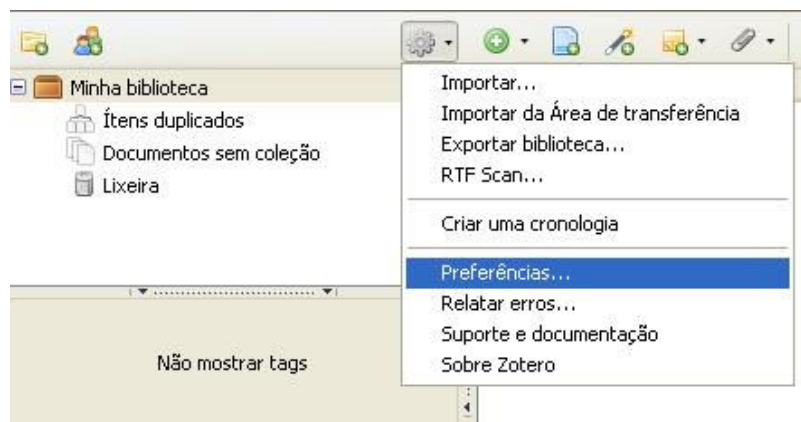 Minha biblioteca
Ítens duplicados
Documentos sem coleção
Lixeira
Não mostrar tags
Importar...
Importar da Área de transferência
Exportar biblioteca...
RTF Scan...
Criar uma cronologia
Preferências...
Relatar erros...
Suporte e documentação
Sobre Zotero